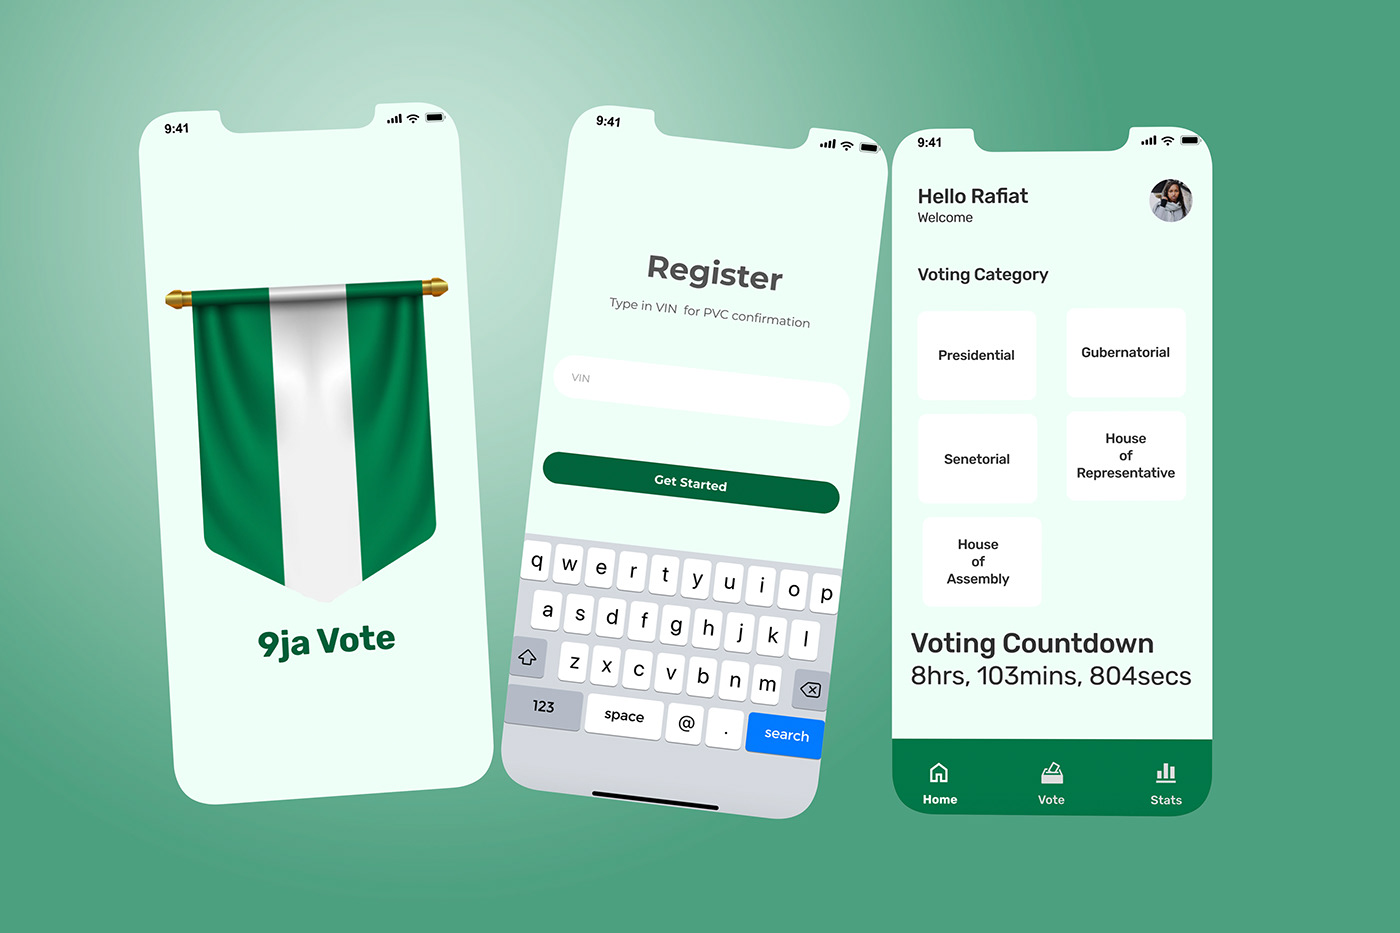 9:41
9ja Vote
9:41
Register
Type in VIN for PVC confirmation
VIN
Get Started
q w e r t y u i o p
a s d f g h j k l
z x c v b n m
123 space @ . search
9:41
Hello Rafiat
Welcome
Voting Category
Presidential
Gubernatorial
Senetorial
House
of
Representative
House
of
Assembly
Voting Countdown
8hrs, 103mins, 804secs
Home Vote Stats